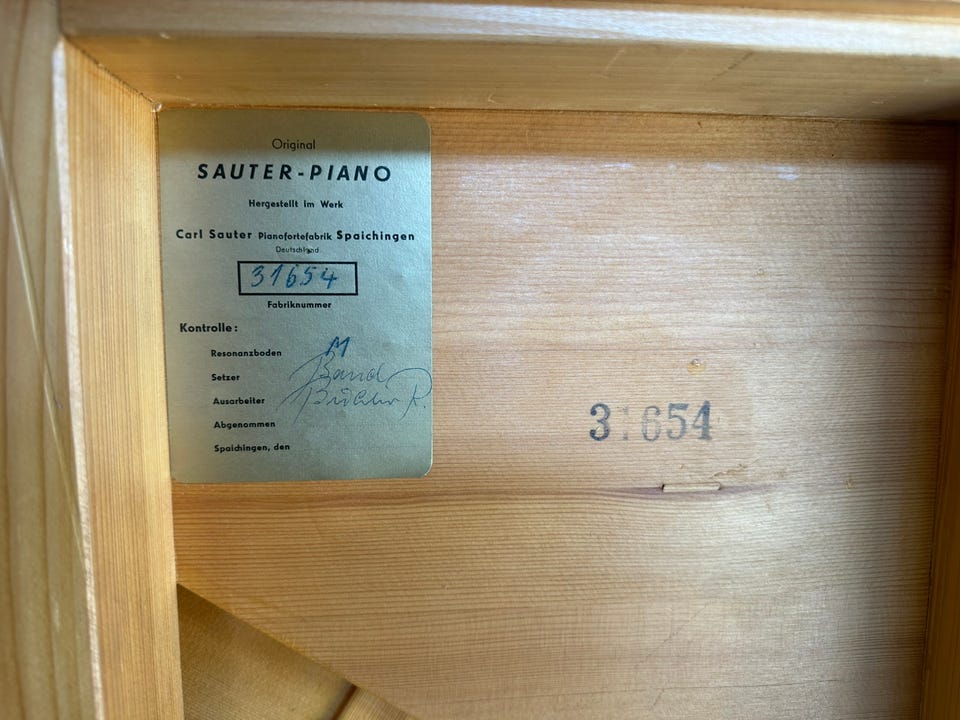 Original
SAUTER-PIANO
Hergestellt im Werk
Carl Sauter Pianofortefabrik Spaichingen
Deutschland
31654
Fabriknummer
Kontrolle:
Resonanzboden M
Setzer Band
Ausarbeiter
Abgenommen
Spaichingen, den
31654